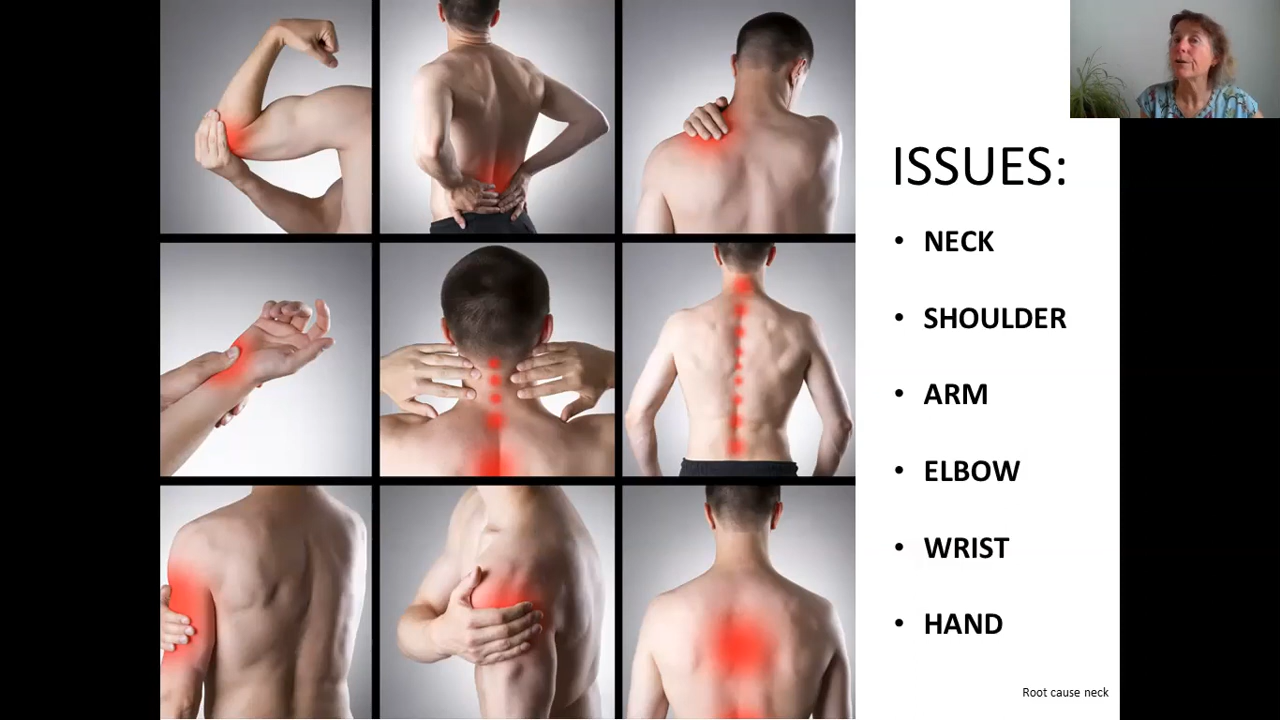 ISSUES:
• NECK
• SHOULDER
• ARM
• ELBOW
• WRIST
• HAND
Root cause neck